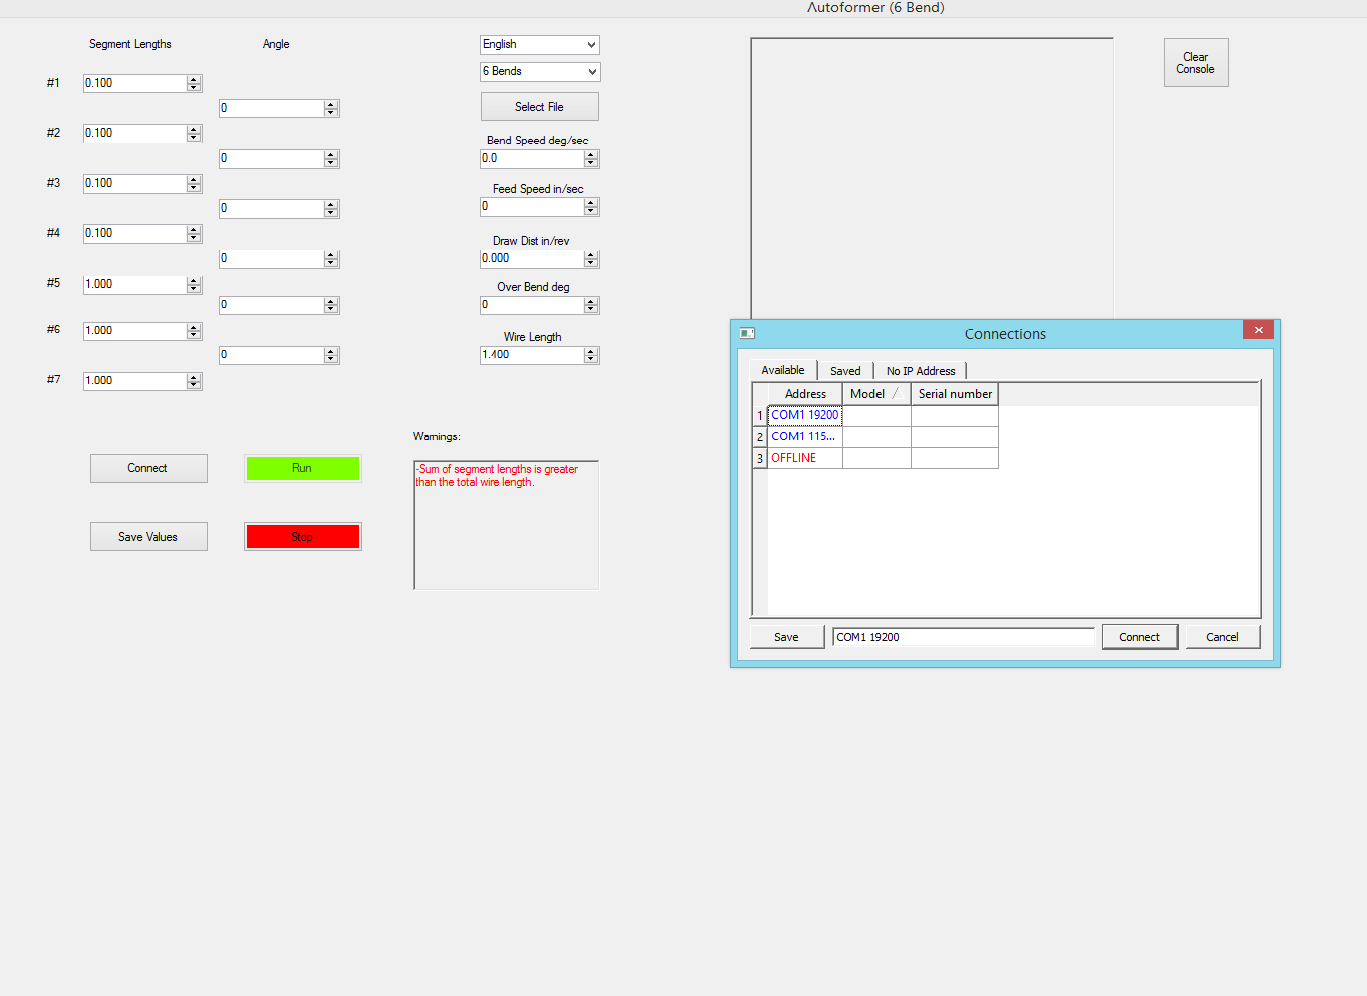 Autoformer (6 Bend)
Segment Lengths
Angle
English
#1
0.100
6 Bends
0
Select File
#2
0.100
Bend Speed deg/sec
0
0.0
#3
0.100
Feed Speed in/sec
0
0
#4
0.100
Draw Dist in/rev
0
0.000
#5
1.000
Over Bend deg
0
0
#6
1.000
Wire Length
0
1.400
#7
1.000
Clear
Console
Connections
Available
Saved
No IP Address
Address
Model
Serial number
1
COM1 19200
2
COM1 115...
3
OFFLINE
Save
COM1 19200
Connect
Cancel
Warnings:
-Sum of segment lengths is greater
than the total wire length.
Connect
Run
Save Values
Stop